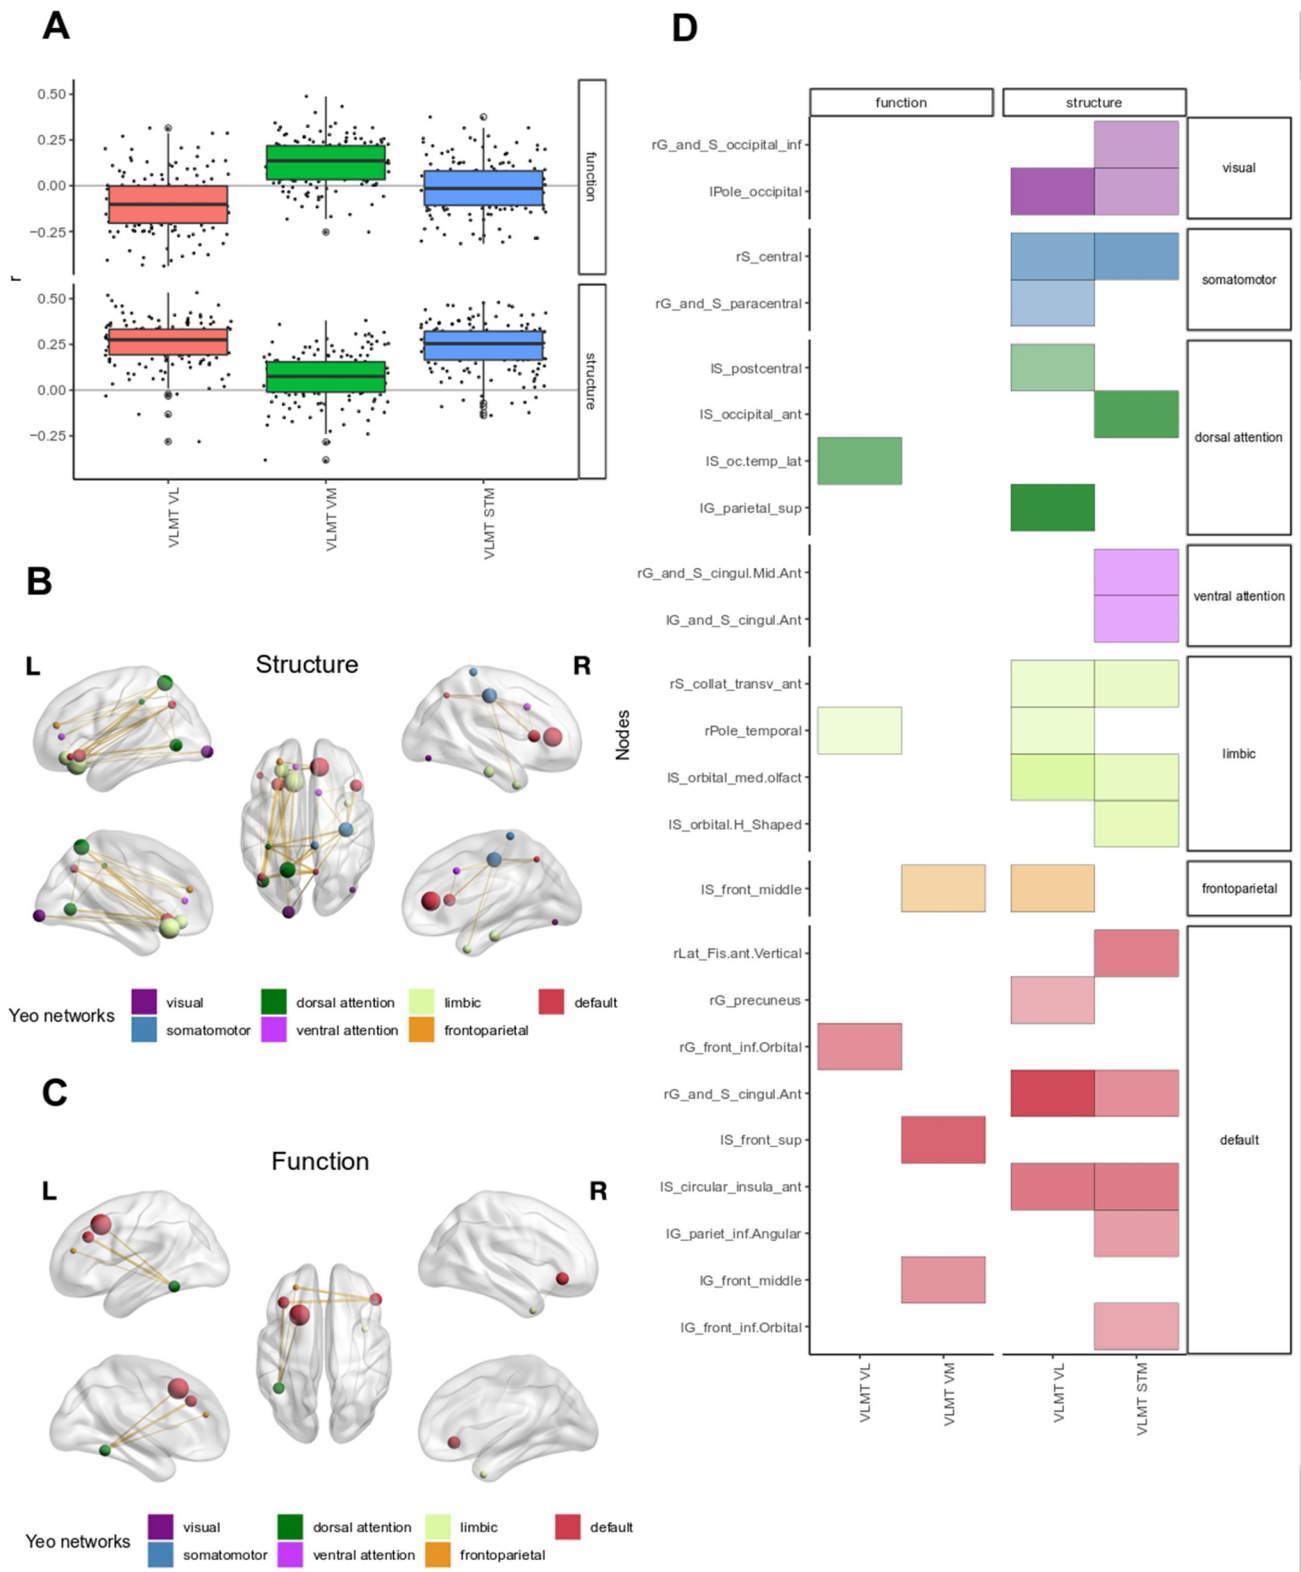 A
0.50
0.25
0.00
−0.25
function
r
0.50
0.25
0.00
−0.25
structure
VLMT VL
VLMT VM
VLMT STM
B
Structure
L
R
Yeo networks
visual
dorsal attention
limbic
default
somatomotor
ventral attention
frontoparietal
C
Function
L
R
Yeo networks
visual
dorsal attention
limbic
default
somatomotor
ventral attention
frontoparietal
D
function
structure
Nodes
rG_and_S_occipital_inf
lPole_occipital
visual
rS_central
rG_and_S_paracentral
somatomotor
lS_postcentral
lS_occipital_ant
lS_oc.temp_lat
lG_parietal_sup
dorsal attention
rG_and_S_cingul.Mid.Ant
lG_and_S_cingul.Ant
ventral attention
rS_collat_transv_ant
rPole_temporal
lS_orbital_med.olfact
lS_orbital.H_Shaped
limbic
lS_front_middle
frontoparietal
rLat_Fis.ant.Vertical
rG_precuneus
rG_front_inf.Orbital
rG_and_S_cingul.Ant
lS_front_sup
lS_circular_insula_ant
lG_pariet_inf.Angular
lG_front_middle
lG_front_inf.Orbital
default
VLMT VL
VLMT VM
VLMT VL
VLMT STM